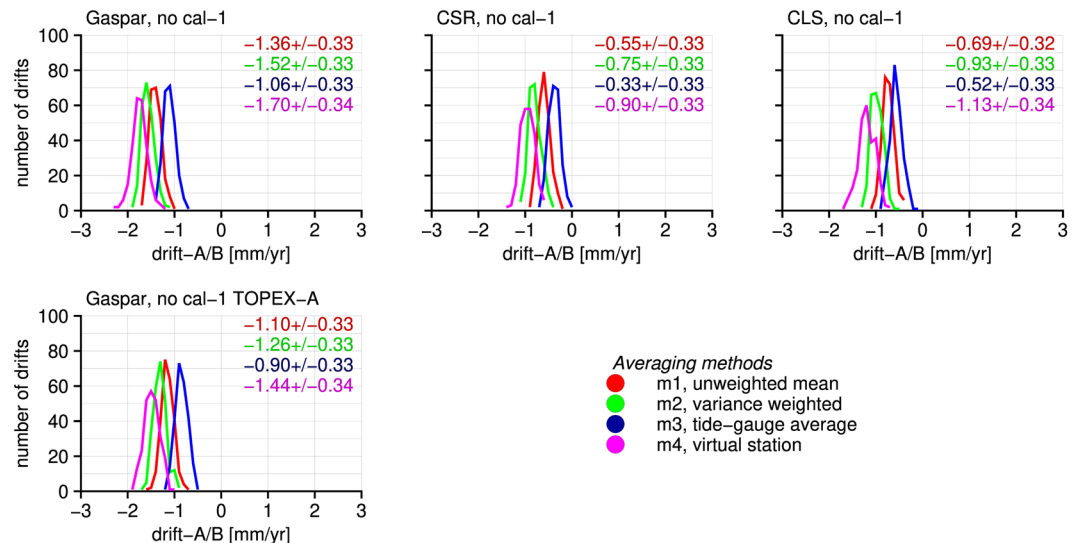 Gaspar, no cal−1
100
80
60
40
20
0
number of drifts
−1.36+/−0.33
−1.52+/−0.33
−1.06+/−0.33
−1.70+/−0.34
−3 −2 −1 0 1 2 3
drift−A/B [mm/yr]
CSR, no cal−1
−0.55+/−0.33
−0.75+/−0.33
−0.33+/−0.33
−0.90+/−0.33
−3 −2 −1 0 1 2 3
drift−A/B [mm/yr]
CLS, no cal−1
−0.69+/−0.32
−0.93+/−0.33
−0.52+/−0.33
−1.13+/−0.34
−3 −2 −1 0 1 2 3
drift−A/B [mm/yr]
Gaspar, no cal−1 TOPEX−A
100
80
60
40
20
0
number of drifts
−1.10+/−0.33
−1.26+/−0.33
−0.90+/−0.33
−1.44+/−0.34
−3 −2 −1 0 1 2 3
drift−A/B [mm/yr]
Averaging methods
m1, unweighted mean
m2, variance weighted
m3, tide−gauge average
m4, virtual station